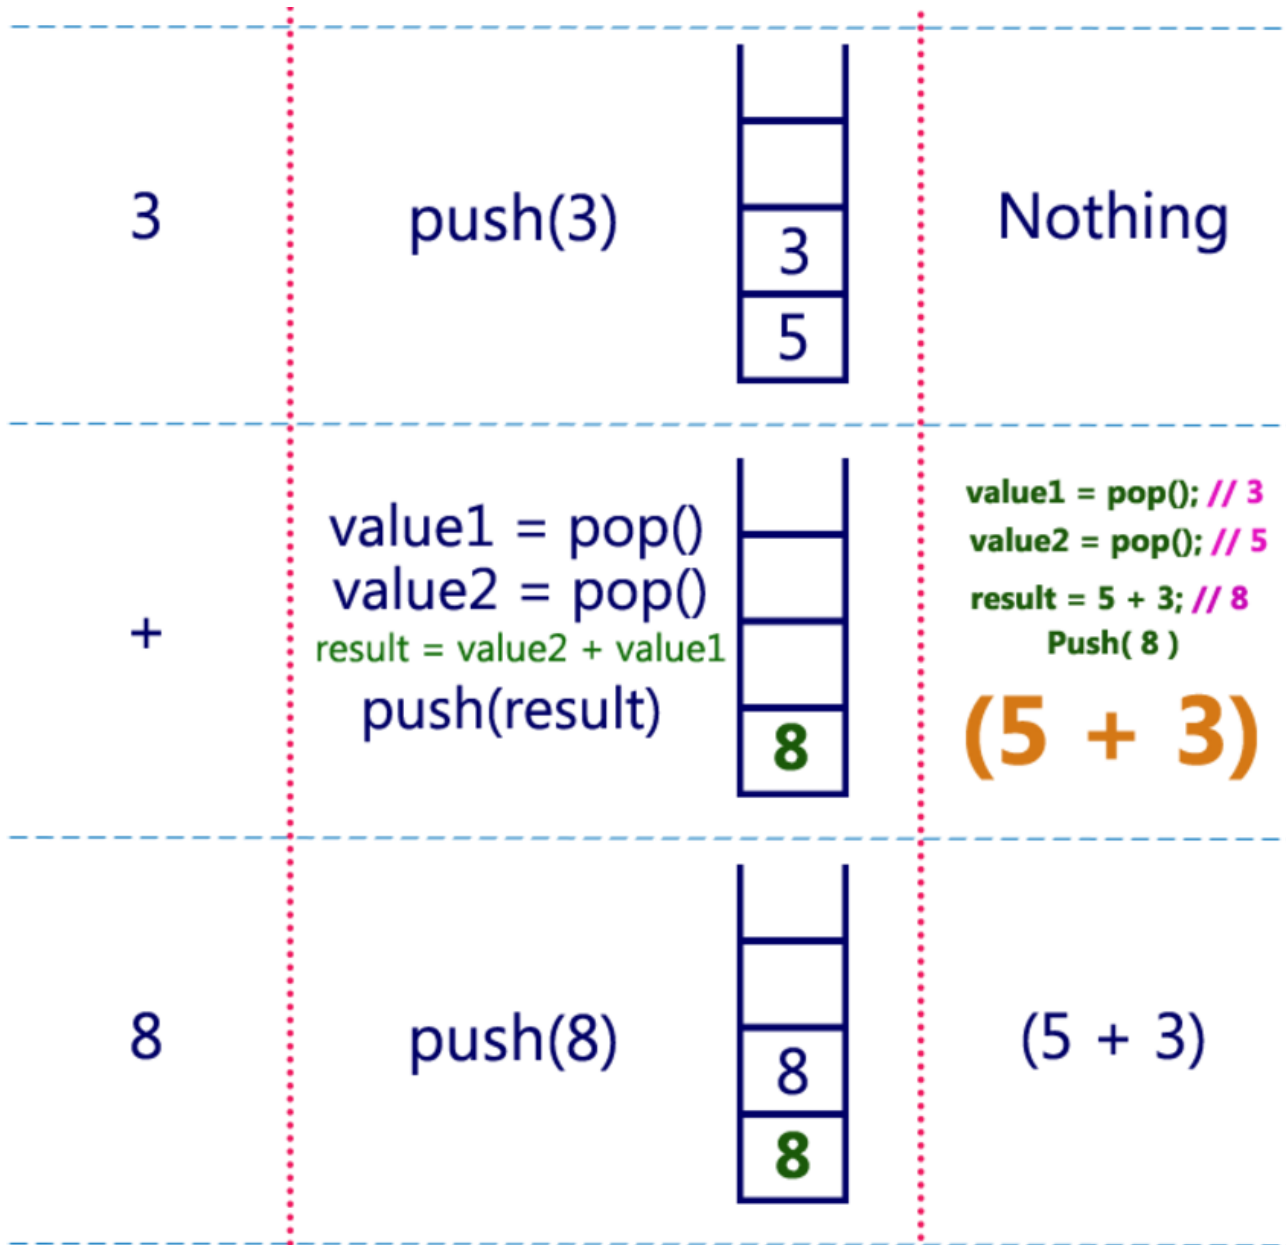 3
push(3)
3
5
Nothing
+
value1 = pop()
value2 = pop()
result = value2 + value1
push(result)
8
value1 = pop(); // 3
value2 = pop(); // 5
result = 5 + 3; // 8
Push( 8 )
(5 + 3)
8
push(8)
8
8
(5 + 3)